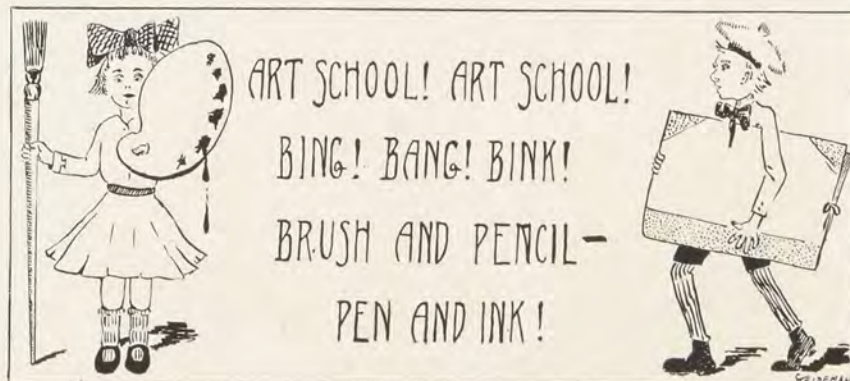 ART SCHOOL! ART SCHOOL!
BING! BANG! BINK!
BRUSH AND PENCIL—
PEN AND INK!